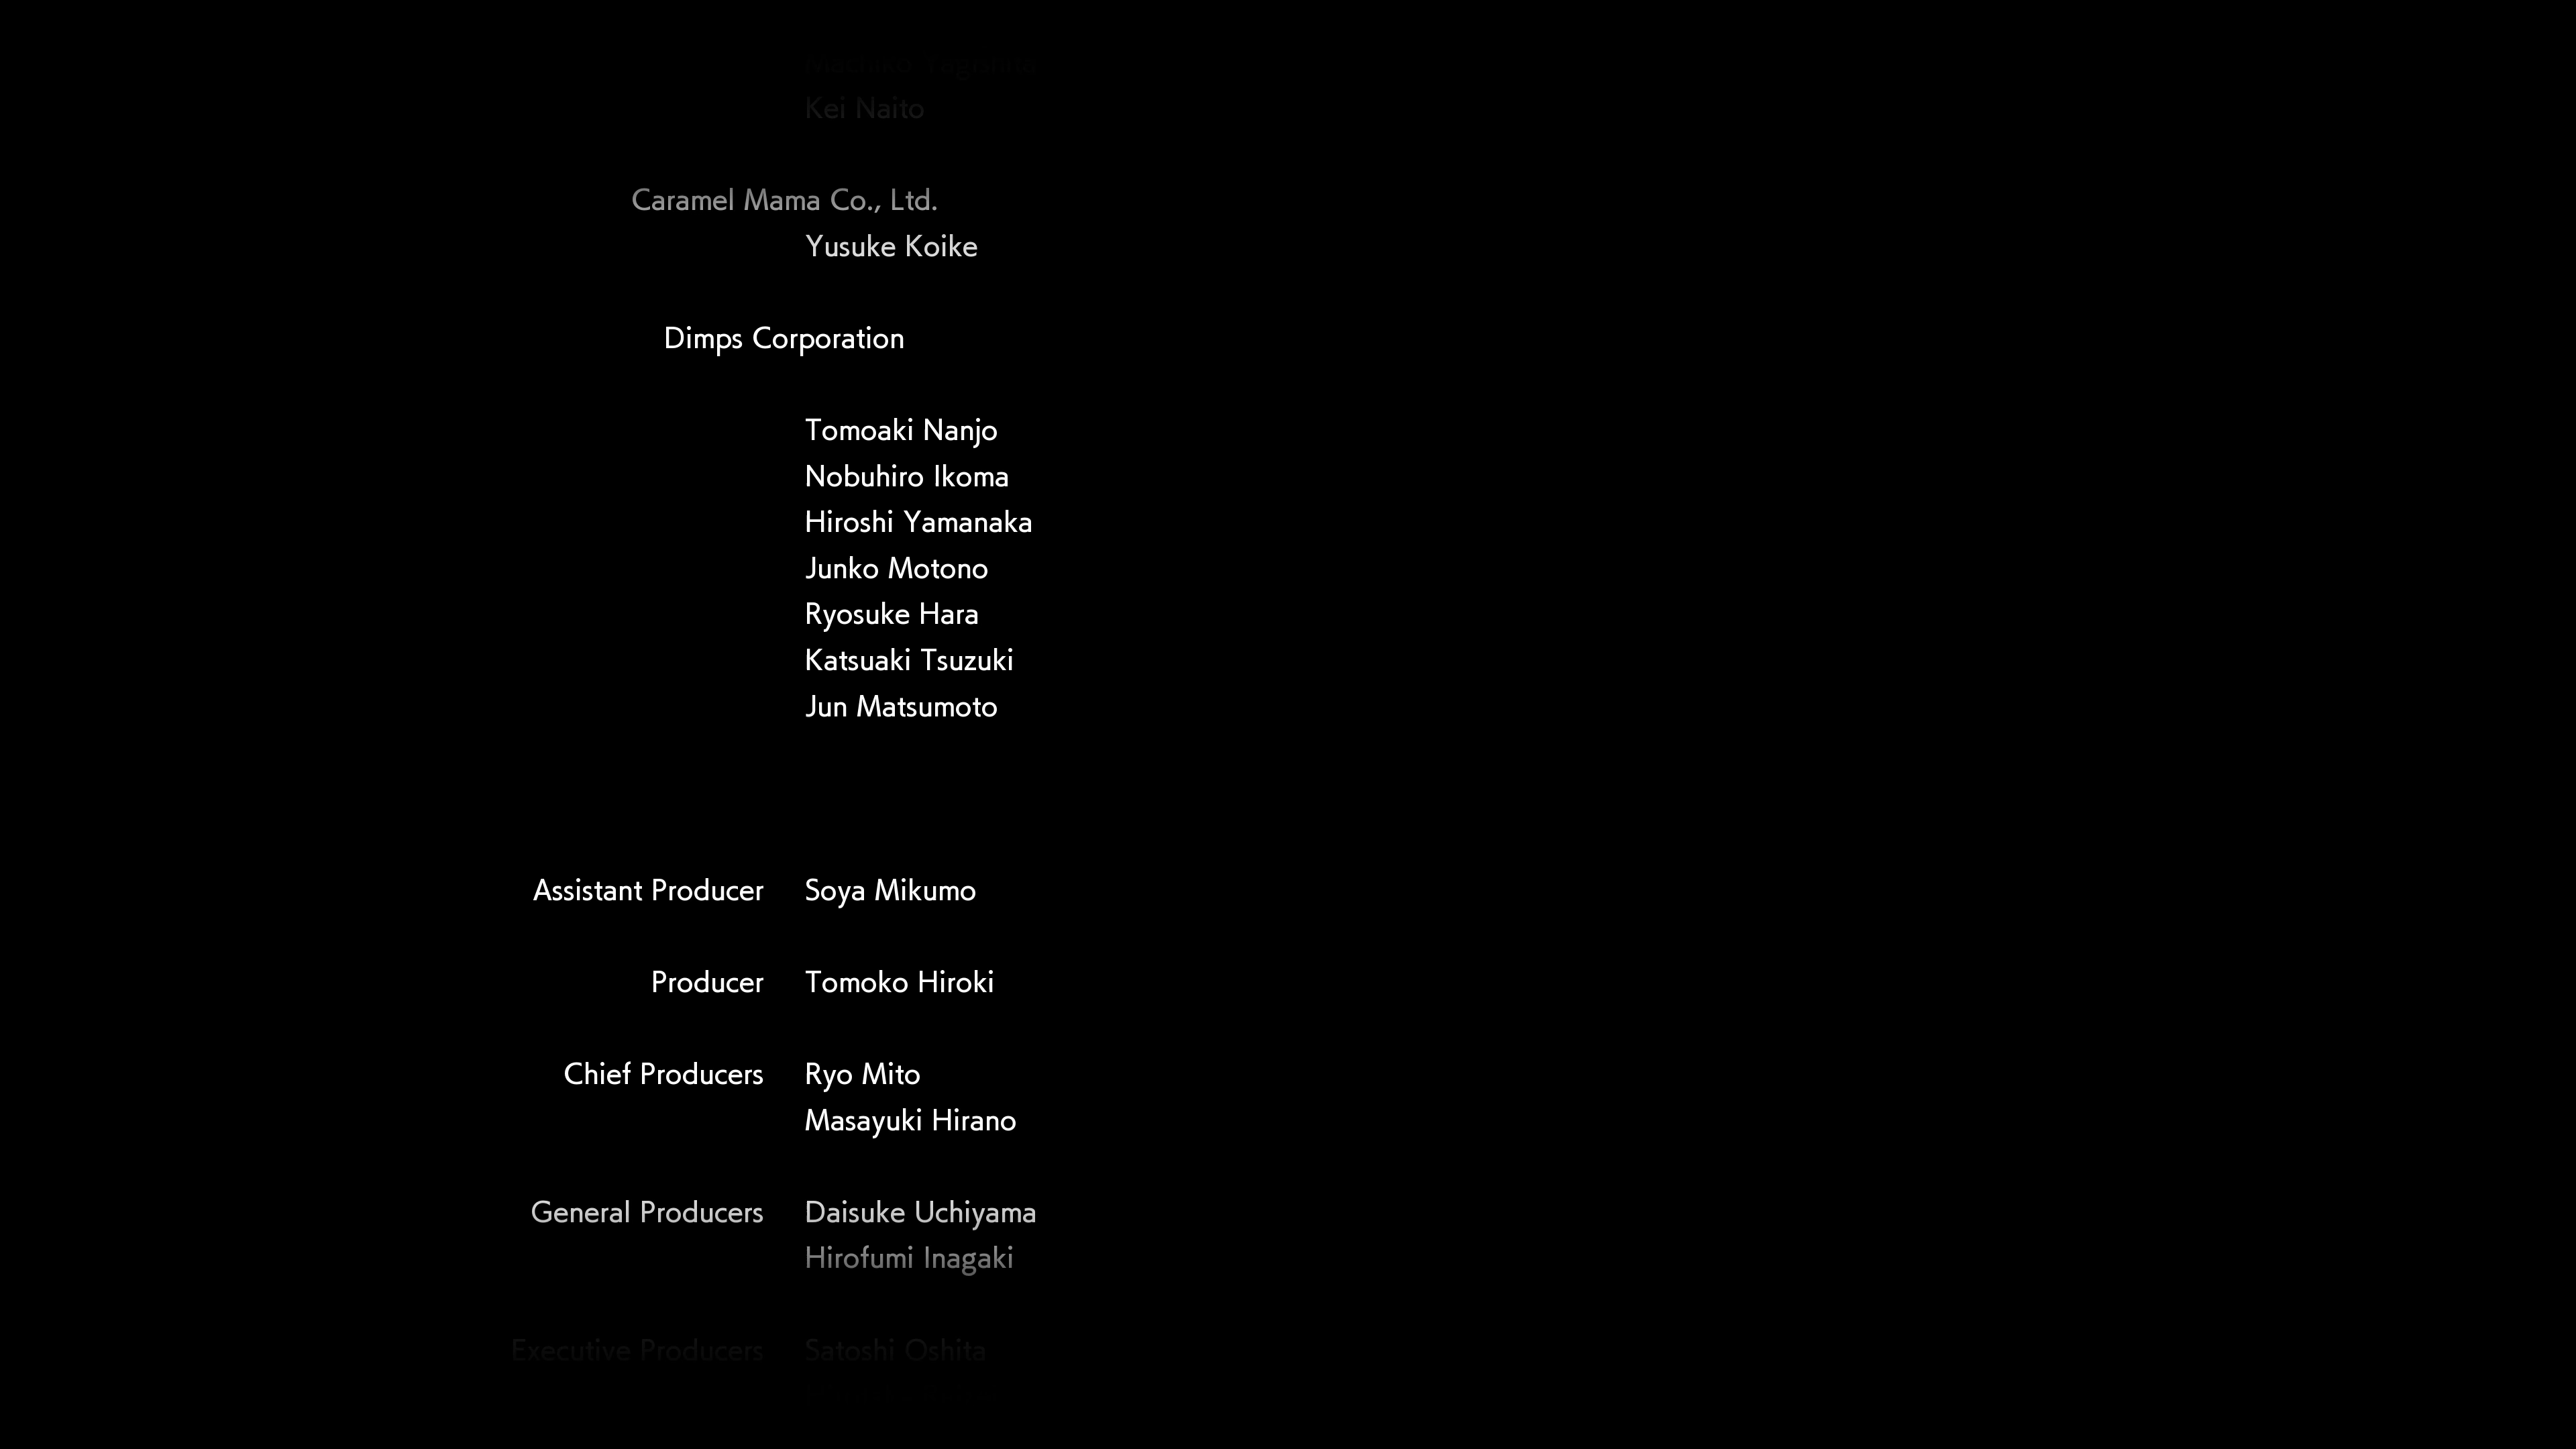 Kei Naito
Caramel Mama Co., Ltd.
Yusuke Koike
Dimps Corporation
Tomoaki Nanjo
Nobuhiro Ikoma
Hiroshi Yamanaka
Junko Motono
Ryosuke Hara
Katsuaki Tsuzuki
Jun Matsumoto
Assistant Producer Soya Mikumo
Producer Tomoko Hiroki
Chief Producers Ryo Mito
Masayuki Hirano
General Producers Daisuke Uchiyama
Hirofumi Inagaki
Executive Producers Satoshi Oshita